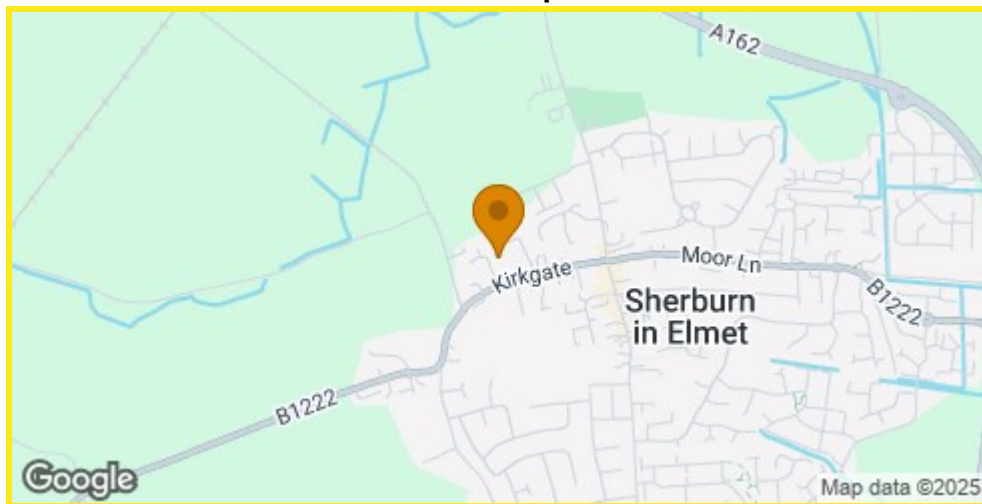 A162
Kirkgate
Moor Ln
B1222
Sherburn
in Elmet
B1222
Google
Map data ©2025